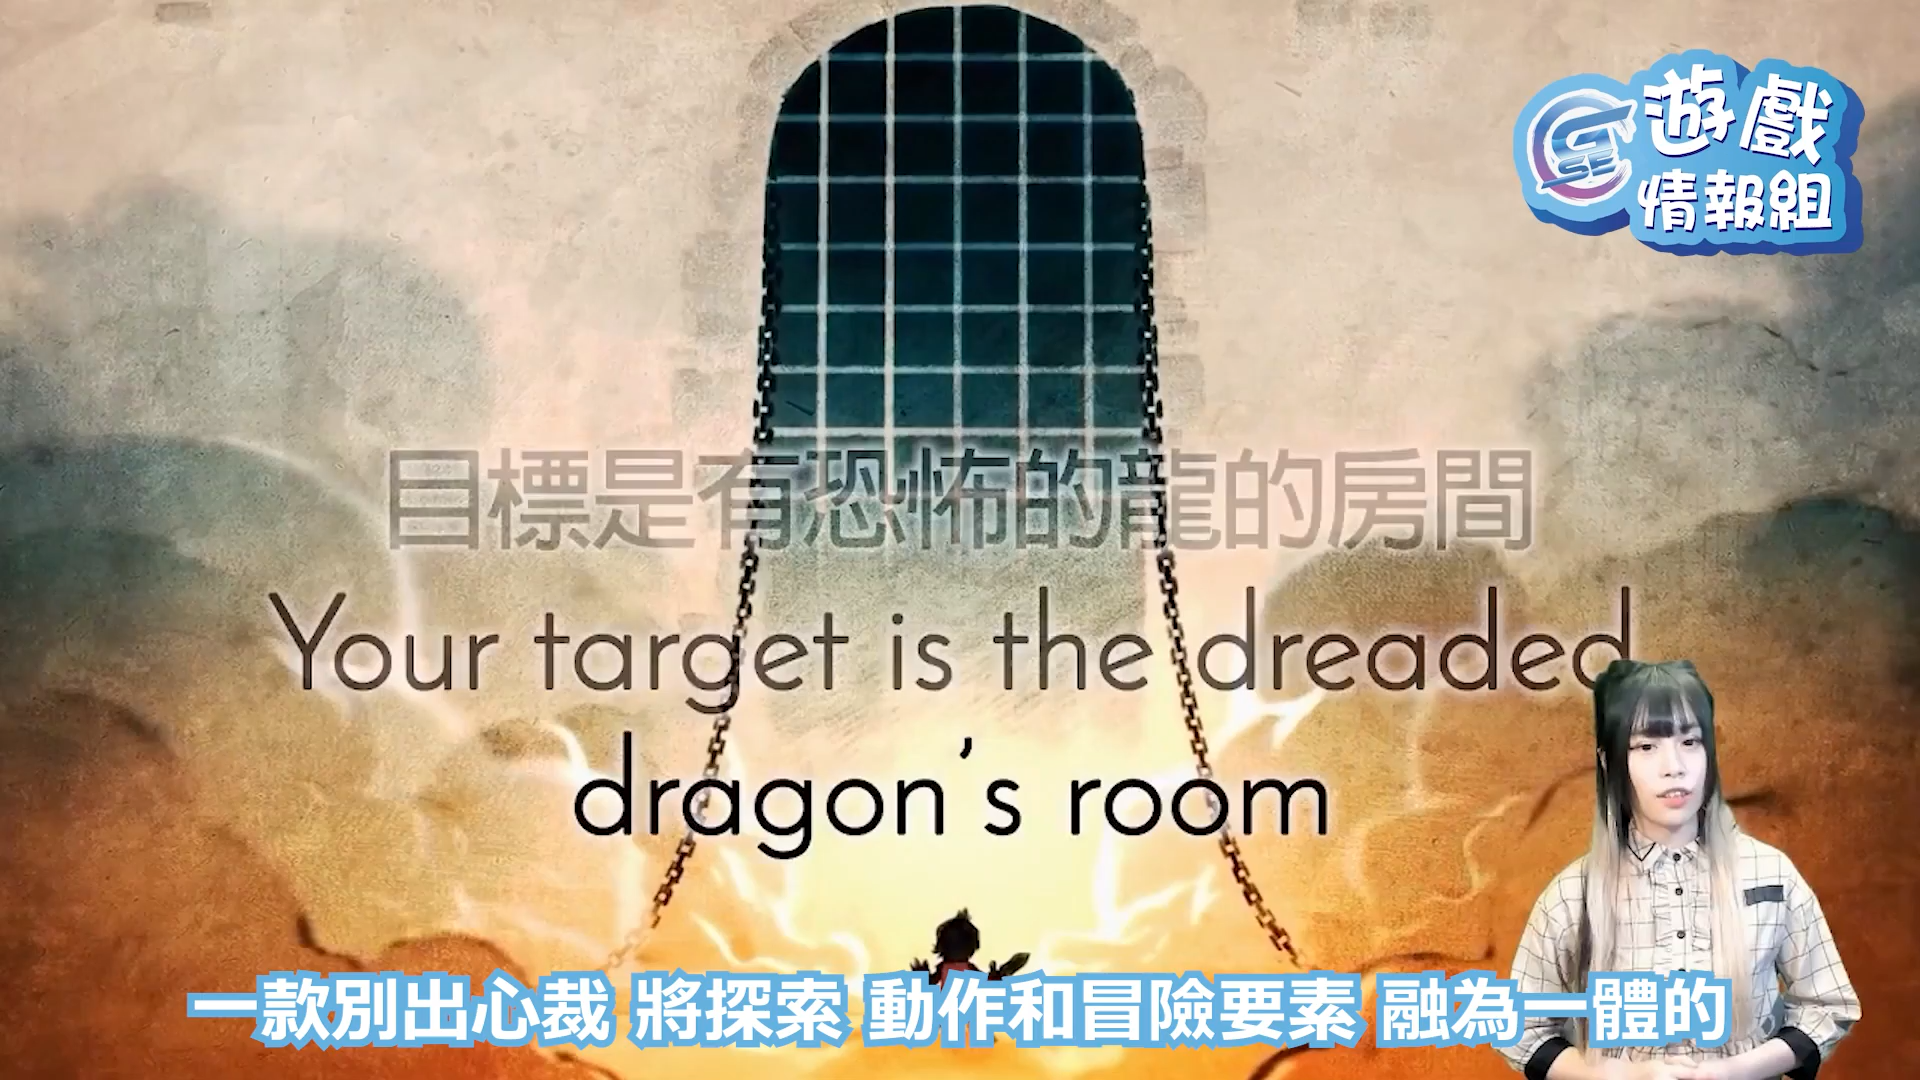 遊戲
GSE
情報組
目標是有恐怖的龍的房間
Your target is the dreaded
dragon's room
一款別出心裁 將探索 動作和冒險要素 融為一體的